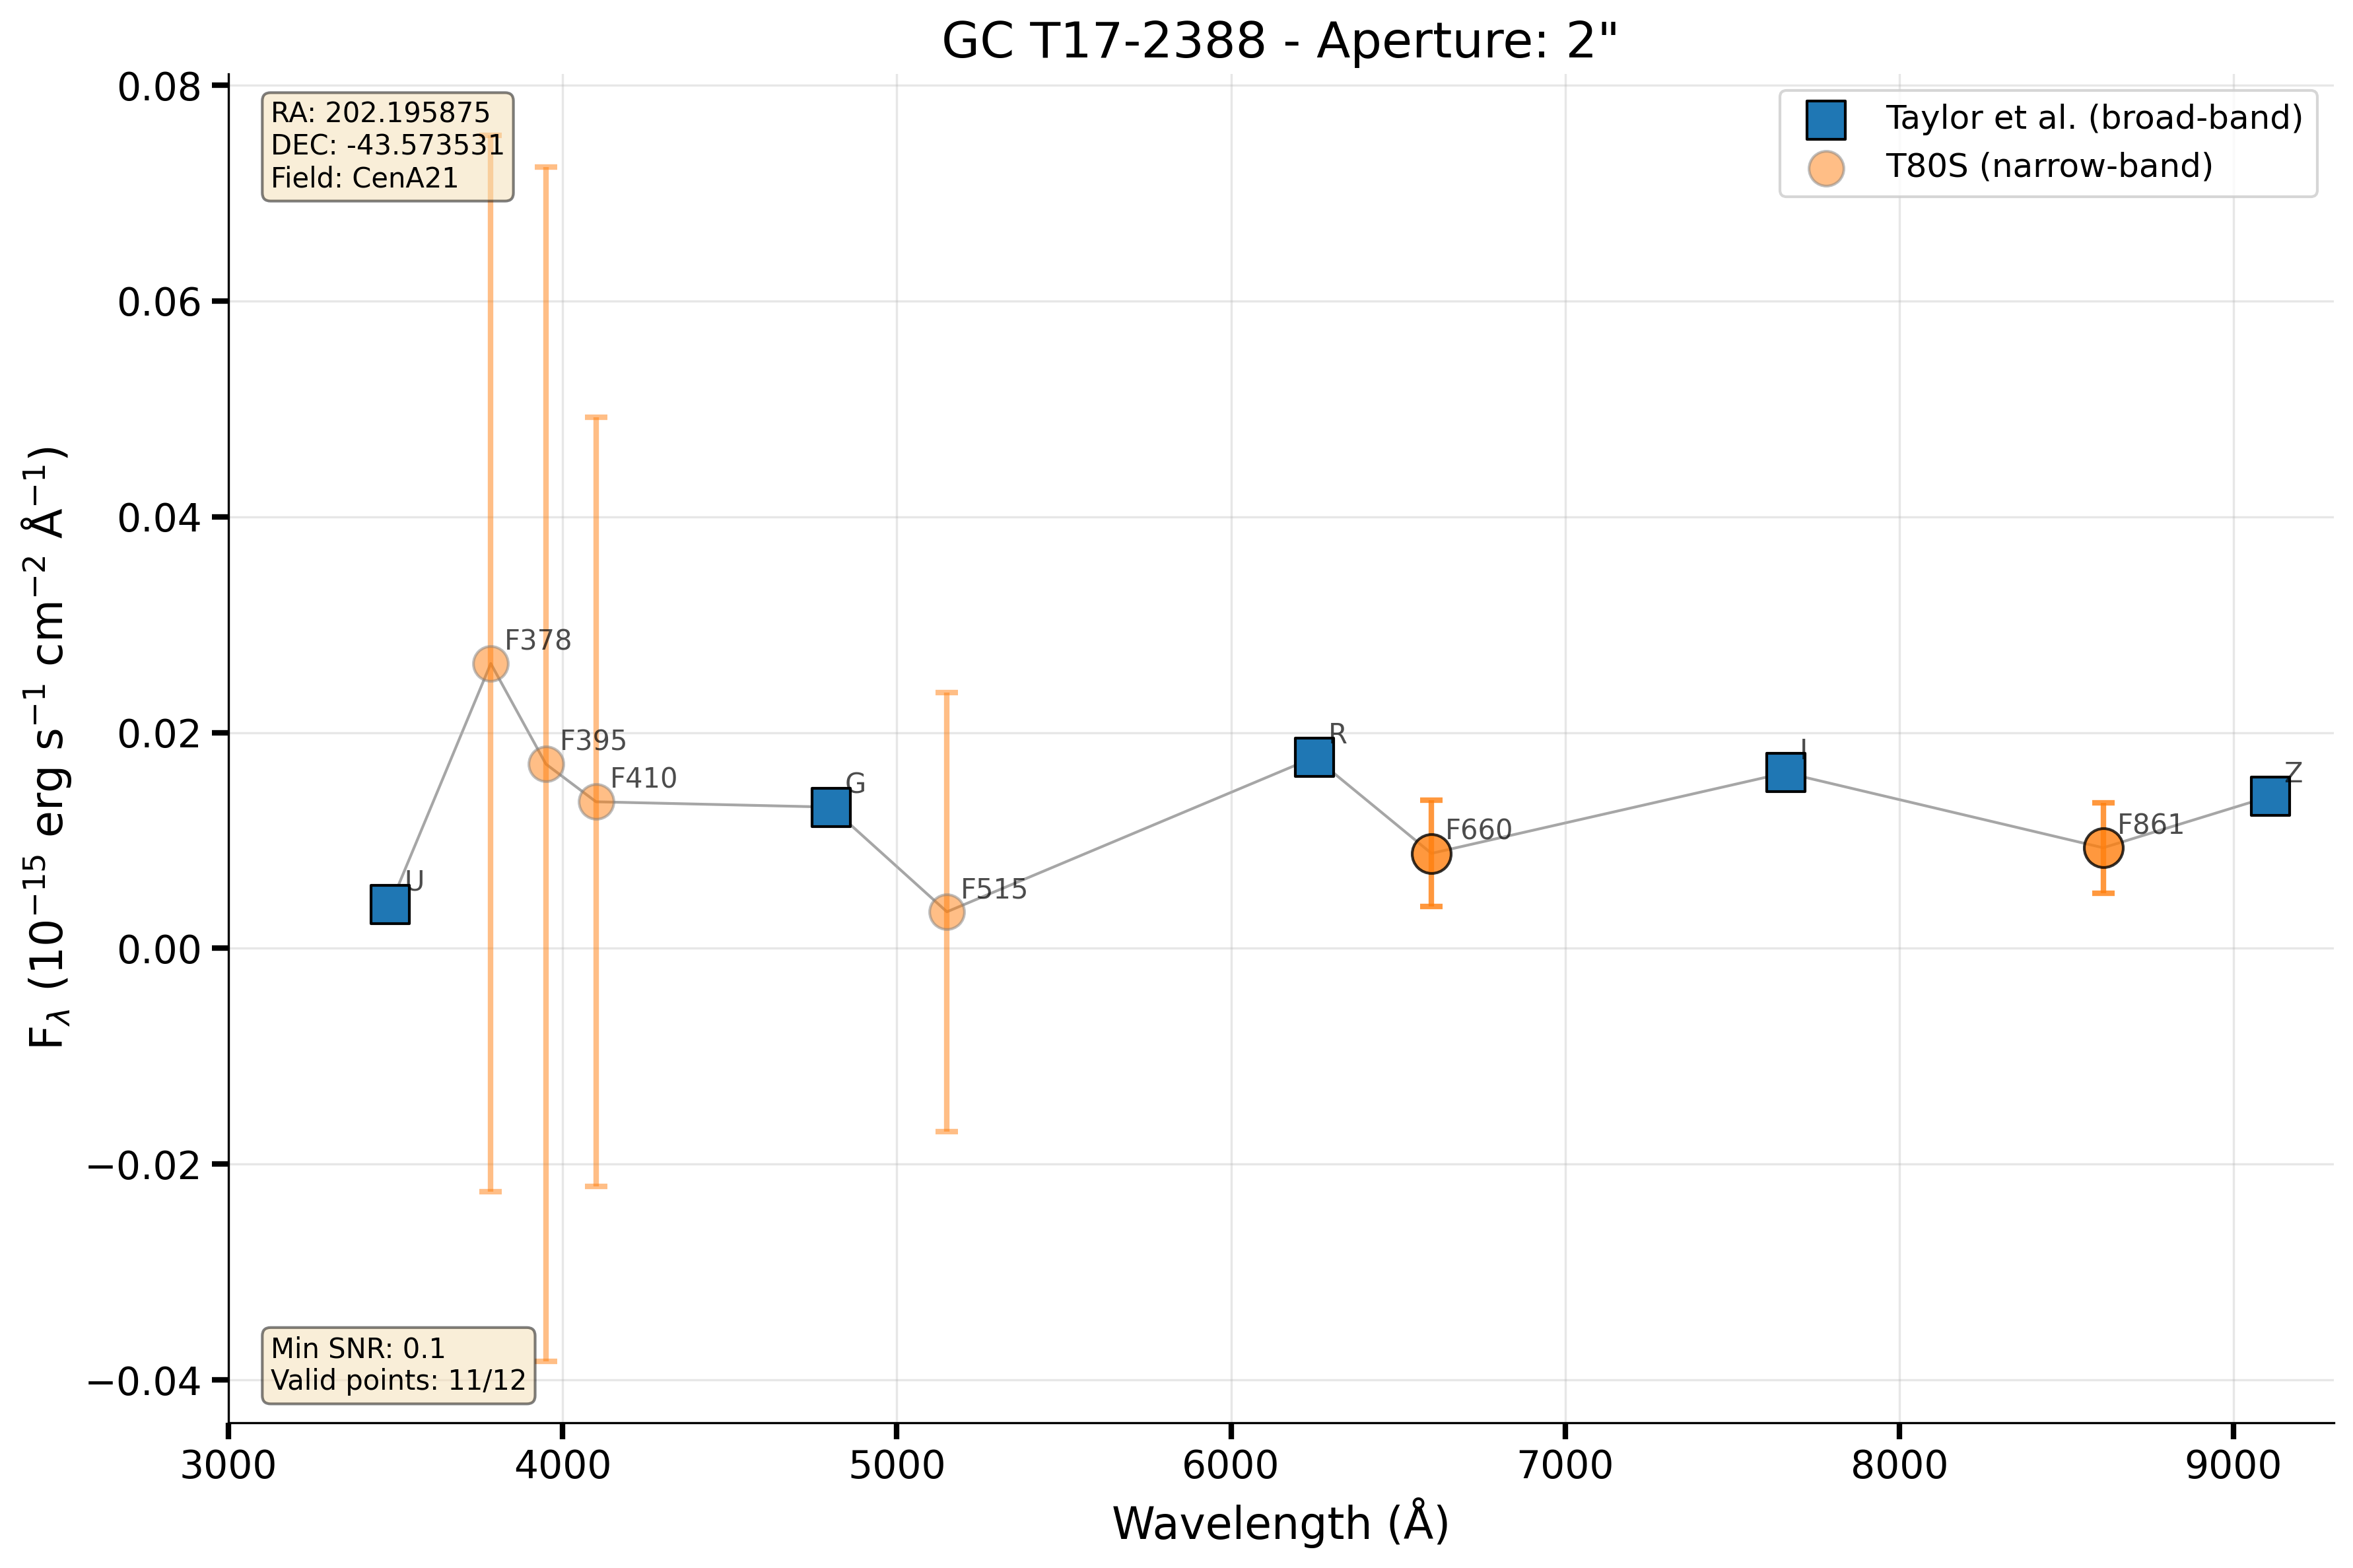 GC T17-2388 - Aperture: 2"
RA: 202.195875
DEC: -43.573531
Field: CenA21
Taylor et al. (broad-band)
T80S (narrow-band)
0.08
0.06
0.04
0.02
0.00
−0.02
−0.04
F$_λ$ (10$^{−15}$ erg s$^{−1}$ cm$^{−2}$ Å$^{−1}$)
U
F378
F395
F410
G
F515
R
F660
I
F861
Z
Min SNR: 0.1
Valid points: 11/12
3000 4000 5000 6000 7000 8000 9000
Wavelength (Å)